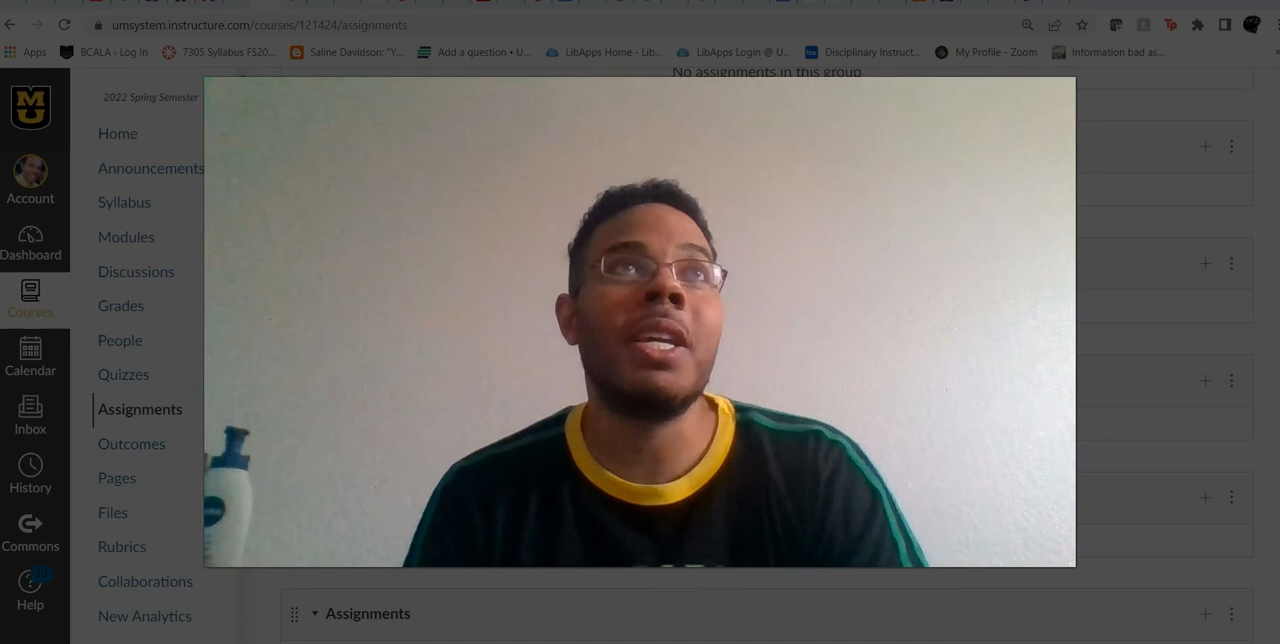 umsystem.instructure.com/courses/121424/assignments
Apps
BCALA ‹ Log In
7305 Syllabus FS20...
Saline Davidson: "Y...
Add a question • U...
LibApps Home - Lib...
LibApps Login @ U...
Disciplinary Instruct...
My Profile - Zoom
Information bad as...
No assignments in this group
2022 Spring Semester
Home
Announcements
Syllabus
Modules
Discussions
Grades
People
Quizzes
Assignments
Outcomes
Pages
Files
Rubrics
Collaborations
New Analytics
MU
Account
Dashboard
Courses
Calendar
Inbox
History
Commons
Help
Assignments